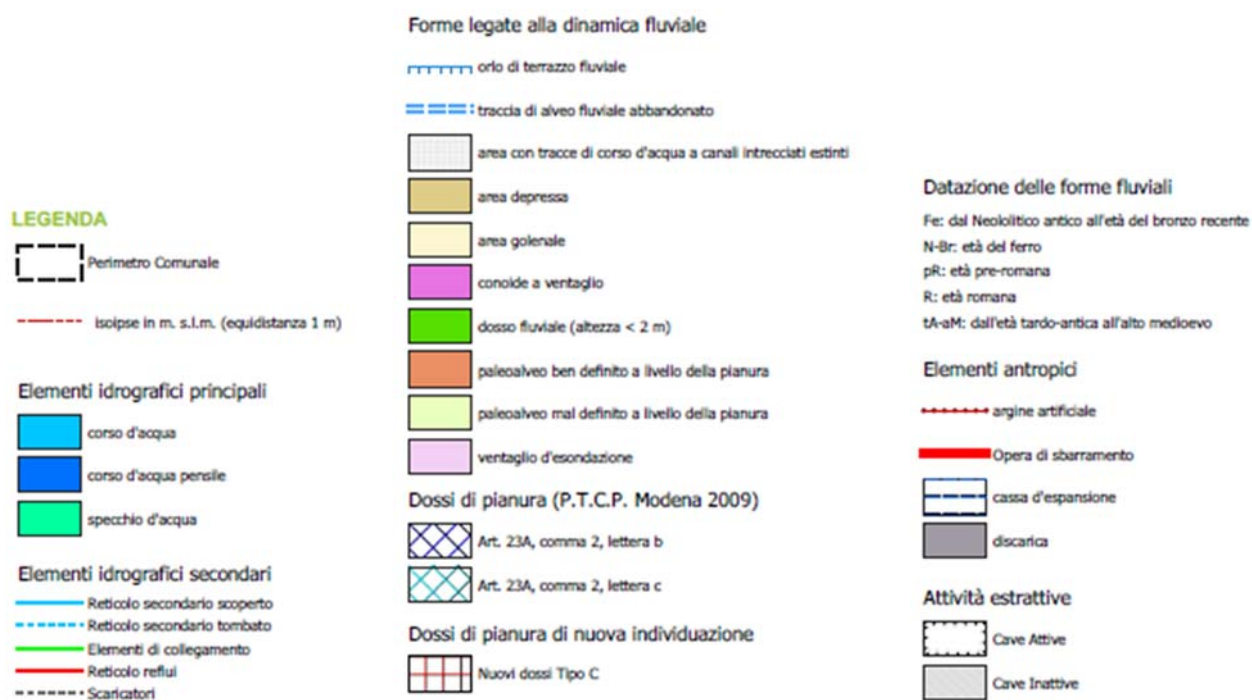 LEGENDA
Perimetro Comunale
isoipse in m. s.l.m. (equidistanza 1 m)
Elementi idrografici principali
corso d'acqua
corso d'acqua pensile
specchio d'acqua
Elementi idrografici secondari
Reticolo secondario scoperto
Reticolo secondario tombato
Elementi di collegamento
Reticolo reflui
Scaricatori
Forme legate alla dinamica fluviale
orlo di terrazzo fluviale
traccia di alveo fluviale abbandonato
area con tracce di corso d'acqua a canali intrecciati estinti
area depressa
area golenale
conoide a ventaglio
dosso fluviale (altezza < 2 m)
paleoalveo ben definito a livello della pianura
paleoalveo mal definito a livello della pianura
ventaglio d'esondazione
Dossi di pianura (P.T.C.P. Modena 2009)
Art. 23A, comma 2, lettera b
Art. 23A, comma 2, lettera c
Dossi di pianura di nuova individuazione
Nuovi dossi Tipo C
Datazione delle forme fluviali
Fe: dal Neololitico antico all'età del bronzo recente
N-Br: età del ferro
pR: età pre-romana
R: età romana
tA-aM: dall'età tardo-antica all'alto medioevo
Elementi antropici
argine artificiale
Opera di sbarramento
cassa d'espansione
discarica
Attività estrattive
Cave Attive
Cave Inattive